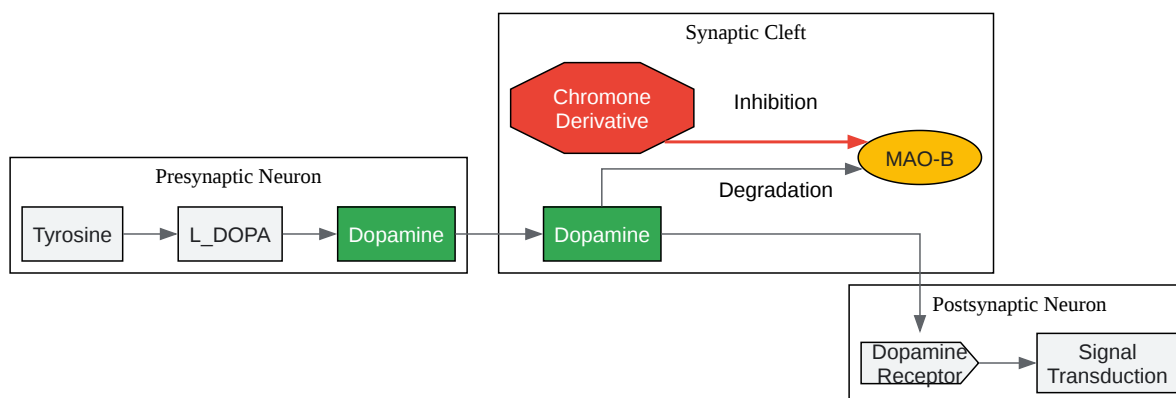 Synaptic Cleft
Chromone
Derivative
Inhibition
MAO-B
Degradation
Presynaptic Neuron
Tyrosine
L_DOPA
Dopamine
Dopamine
Postsynaptic Neuron
Dopamine
Receptor
Signal
Transduction